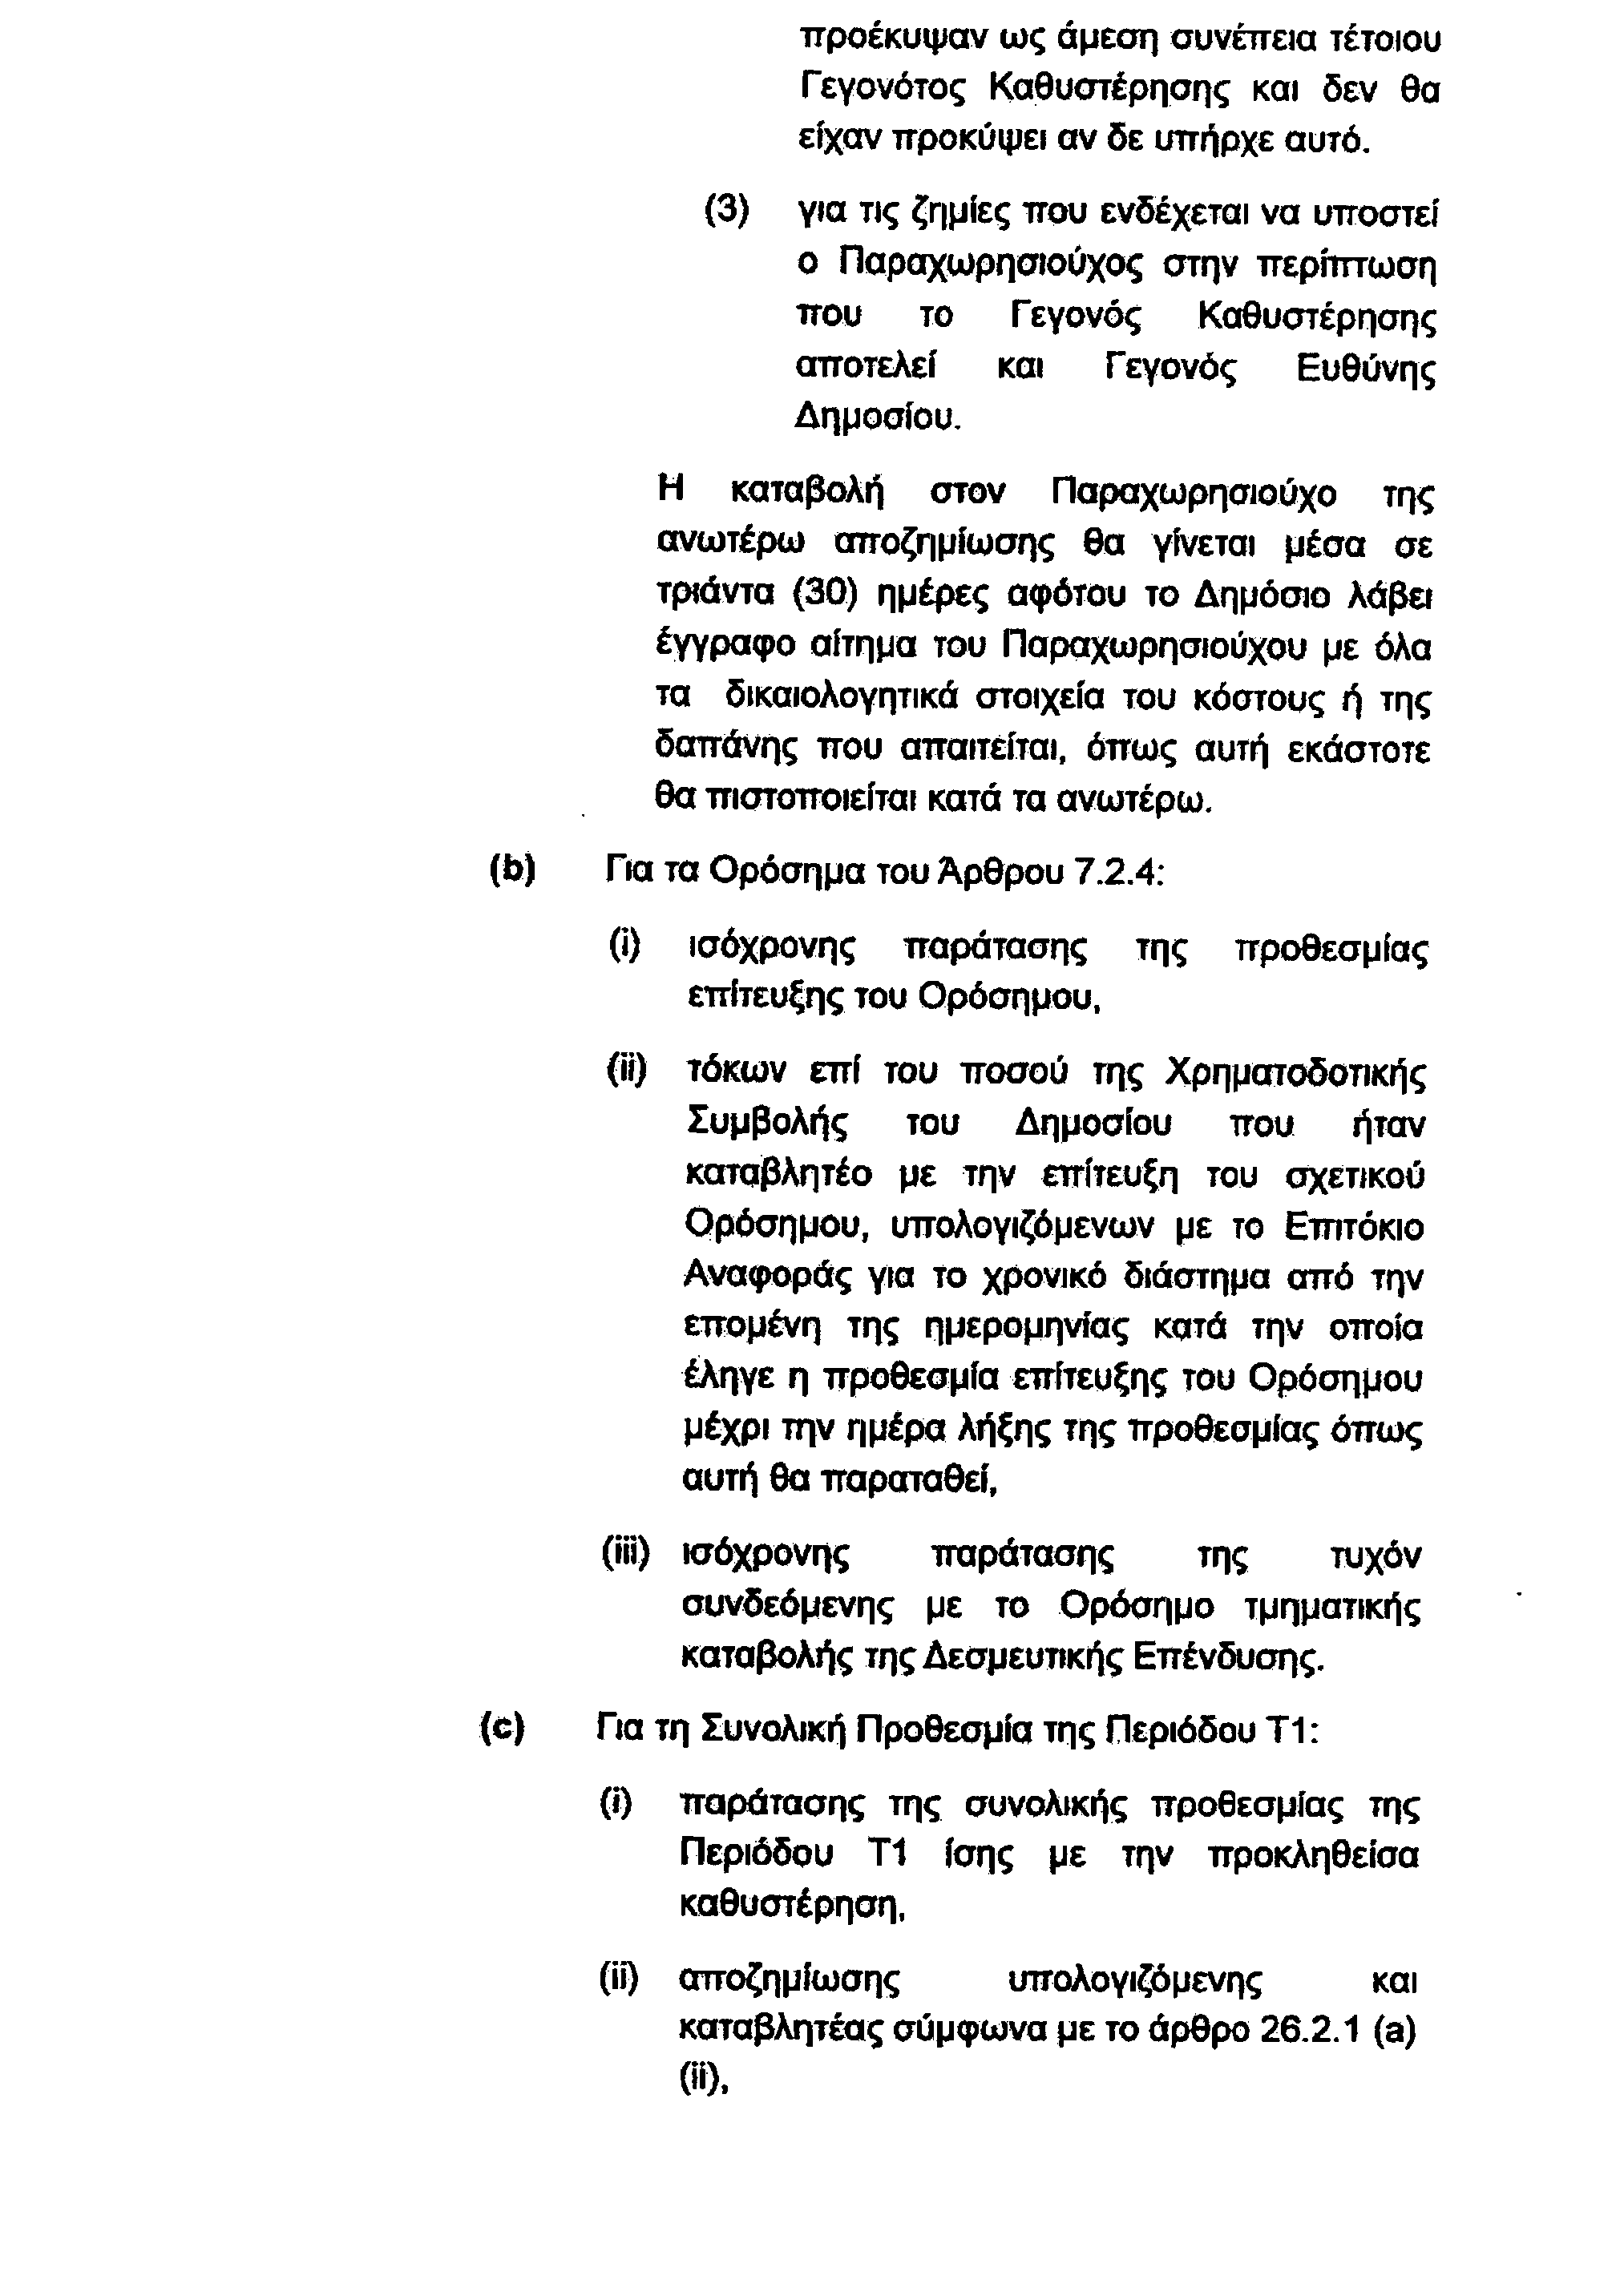 προέκυψαν ως άμεση συνέπεια τέτοιου
Γεγονότος Καθυστέρησης και δεν θα
είχαν προκύψει αν δε υπήρχε αυτό.
(3) για τις ζημίες που ενδέχεται να υποστεί
ο Παραχωρησιούχος στην περίπτωση
που το Γεγονός Καθυστέρησης
αποτελεί και Γεγονός Ευθύνης
Δημοσίου.
Η καταβολή στον Παραχωρησιούχο της
ανωτέρω αποζημίωσης θα γίνεται μέσα σε
τριάντα (30) ημέρες αφότου το Δημόσιο λάβει
έγγραφο αίτημα του Παραχωρησιούχου με όλα
τα δικαιολογητικά στοιχεία του κόστους ή της
δαπάνης που απαιτείται, όπως αυτή εκάστοτε
θα πιστοποιείται κατά τα ανωτέρω.
(b) Για τα Ορόσημα του Άρθρου 7.2.4:
(i) ισόχρονης παράτασης της προθεσμίας
επίτευξης του Ορόσημου,
(ii) τόκων επί του ποσού της Χρηματοδοτικής
Συμβολής του Δημοσίου που ήταν
καταβλητέο με την επίτευξη του σχετικού
Ορόσημου, υπολογιζόμενων με το Επιτόκιο
Αναφοράς για το χρονικό διάστημα από την
επομένη της ημερομηνίας κατά την οποία
έληγε η προθεσμία επίτευξης του Ορόσημου
μέχρι την ημέρα λήξης της προθεσμίας όπως
αυτή θα παραταθεί,
(iii) ισόχρονης παράτασης της τυχόν
συνδεόμενης με το Ορόσημο τμηματικής
καταβολής της Δεσμευτικής Επένδυσης.
(c) Για τη Συνολική Προθεσμία της Περιόδου Τ1:
(i) παράτασης της συνολικής προθεσμίας της
Περιόδου Τ1 ίσης με την προκληθείσα
καθυστέρηση,
(ii) αποζημίωσης υπολογιζόμενης και
καταβλητέας σύμφωνα με το άρθρο 26.2.1 (a)
(ii),